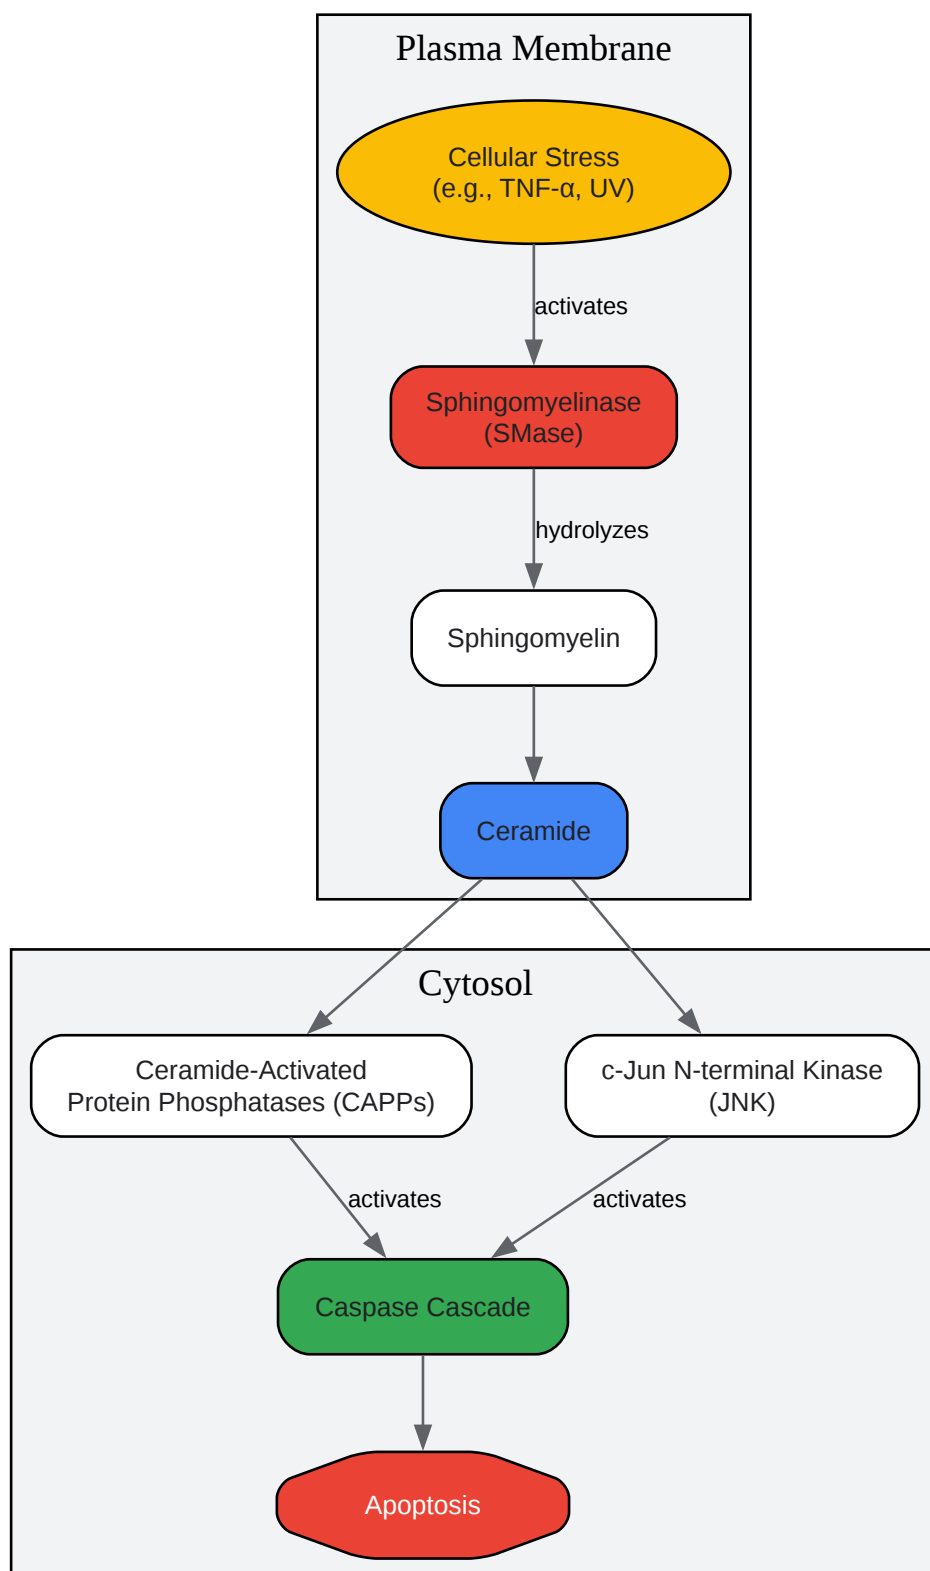 Plasma Membrane
Cellular Stress
(e.g., TNF-α, UV)
activates
Sphingomyelinase
(SMase)
hydrolyzes
Sphingomyelin
Ceramide
Cytosol
Ceramide-Activated
Protein Phosphatases (CAPPs)
c-Jun N-terminal Kinase
(JNK)
activates
activates
Caspase Cascade
Apoptosis